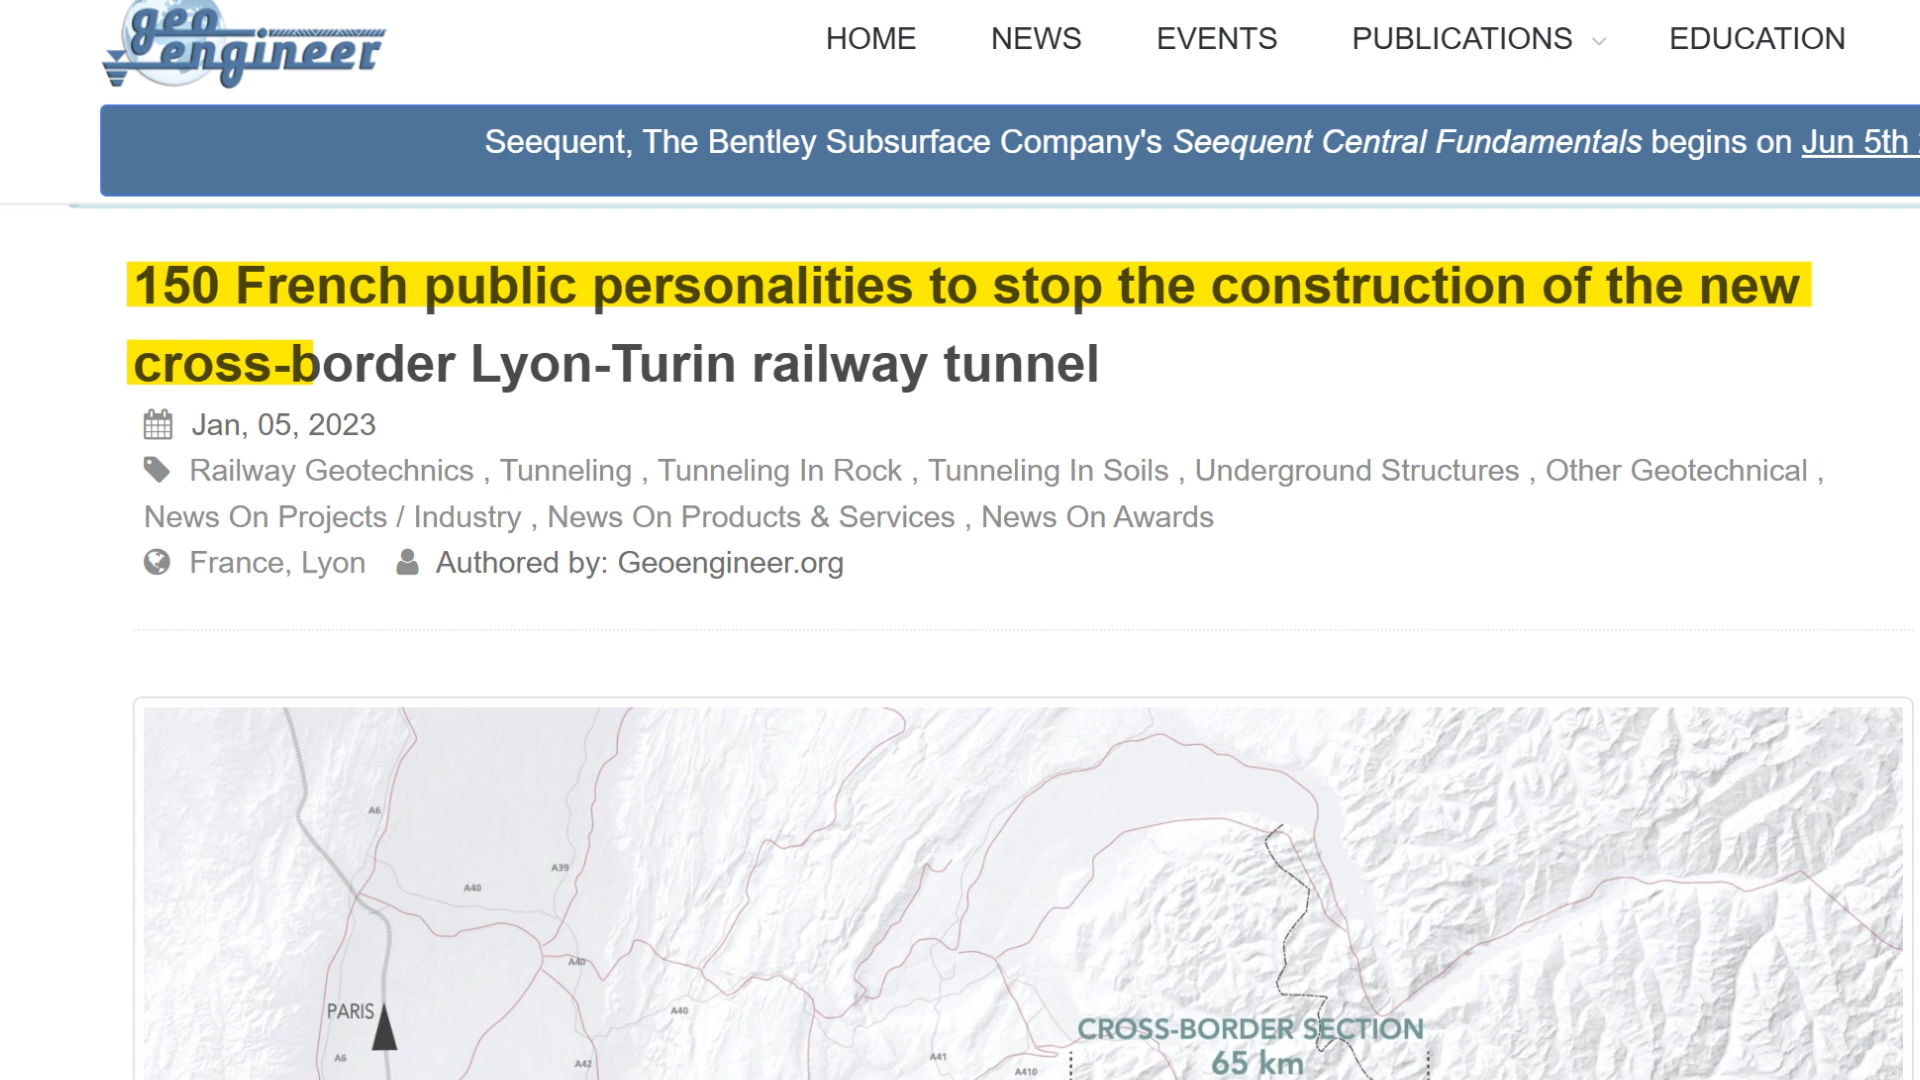 geo
engineer
HOME NEWS EVENTS PUBLICATIONS EDUCATION
Seequent, The Bentley Subsurface Company's Seequent Central Fundamentals begins on Jun 5th
150 French public personalities to stop the construction of the new
cross-border Lyon-Turin railway tunnel
Jan, 05, 2023
Railway Geotechnics , Tunneling , Tunneling In Rock , Tunneling In Soils , Underground Structures , Other Geotechnical ,
News On Projects / Industry , News On Products & Services , News On Awards
France, Lyon Authored by: Geoengineer.org
A6
A39
A40
A40
PARIS
A40
CROSS-BORDER SECTION
A6
A42
A41
65 km
A410